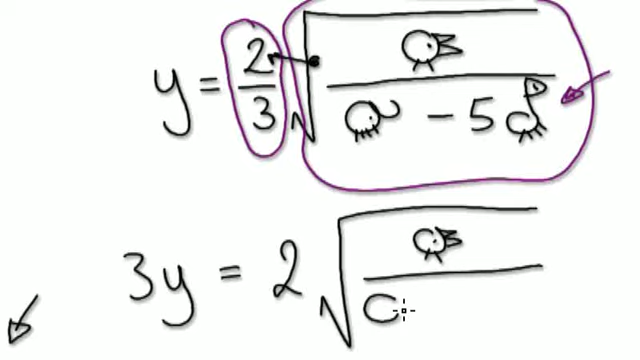 y = 2/3 √( / - 5 )
3y = 2 √